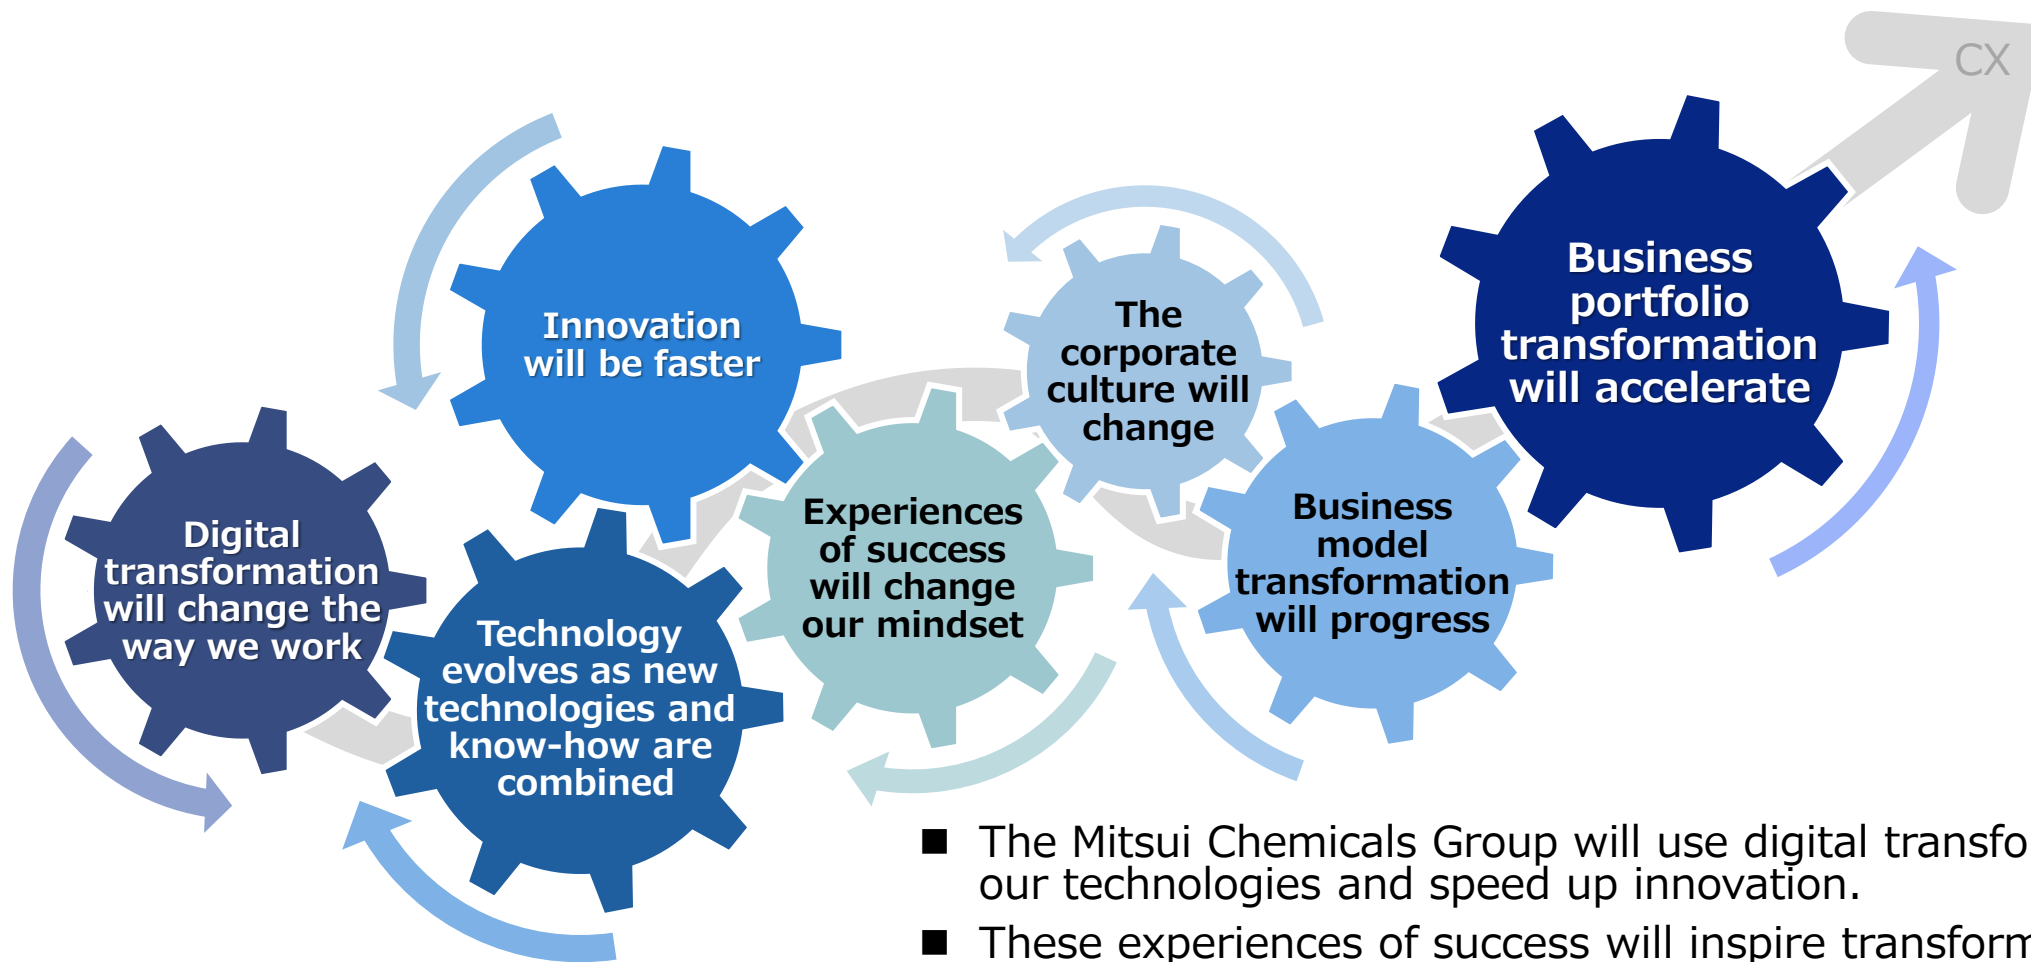 CX
Digital
transformation
will change the
way we work
Technology
evolves as new
technologies and
know-how are
combined
Innovation
will be faster
Experiences
of success
will change
our mindset
The
corporate
culture will
change
Business
model
transformation
will progress
Business
portfolio
transformation
will accelerate
■ The Mitsui Chemicals Group will use digital transfo
our technologies and speed up innovation.
■ These experiences of success will inspire transform